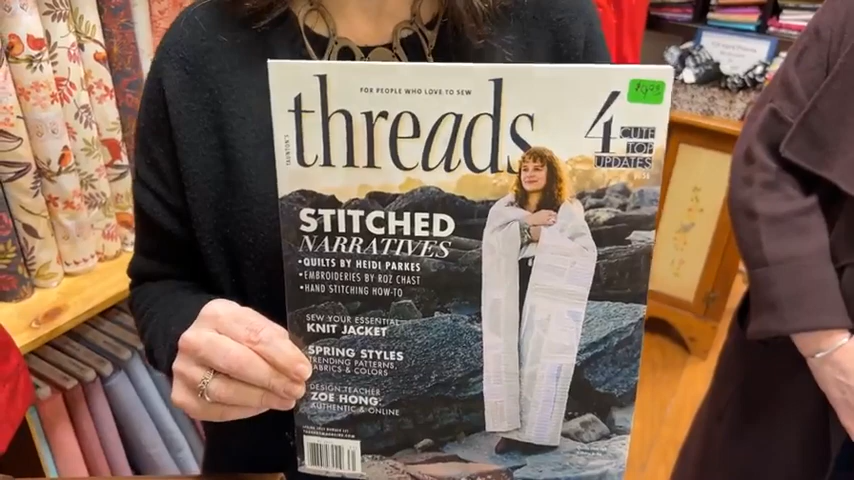 FOR PEOPLE WHO LOVE TO SEW
TAUNTON'S
threads
4 CUTE
TOP
UPDATES
STITCHED
NARRATIVES
• QUILTS BY HEIDI PARKES
• EMBROIDERIES BY ROZ CHAST
• HAND STITCHING HOW-TO
SEW YOUR ESSENTIAL
KNIT JACKET
SPRING STYLES
TRENDING PATTERNS,
FABRICS & COLORS
DESIGN TEACHER
ZOE HONG:
AUTHENTIC & ONLINE